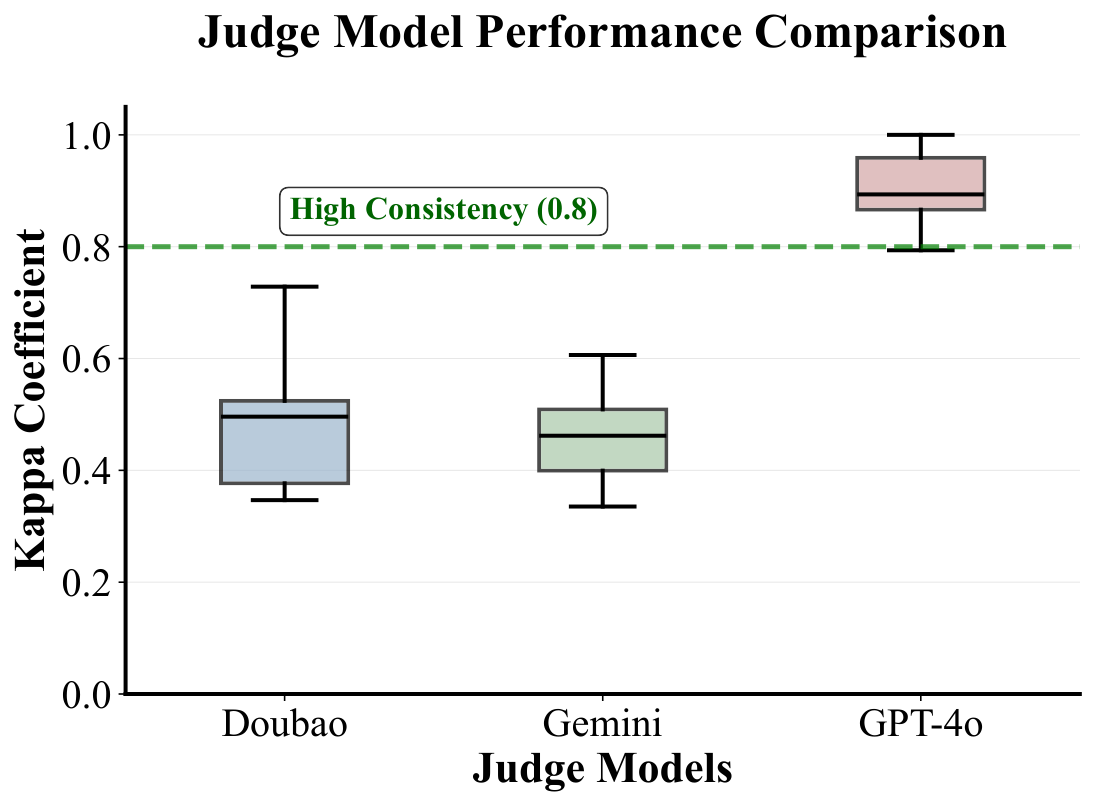 Judge Model Performance Comparison
Kappa Coefficient
1.0
High Consistency (0.8)
0.8
0.6
0.4
0.2
0.0
Doubao Gemini GPT-4o
Judge Models